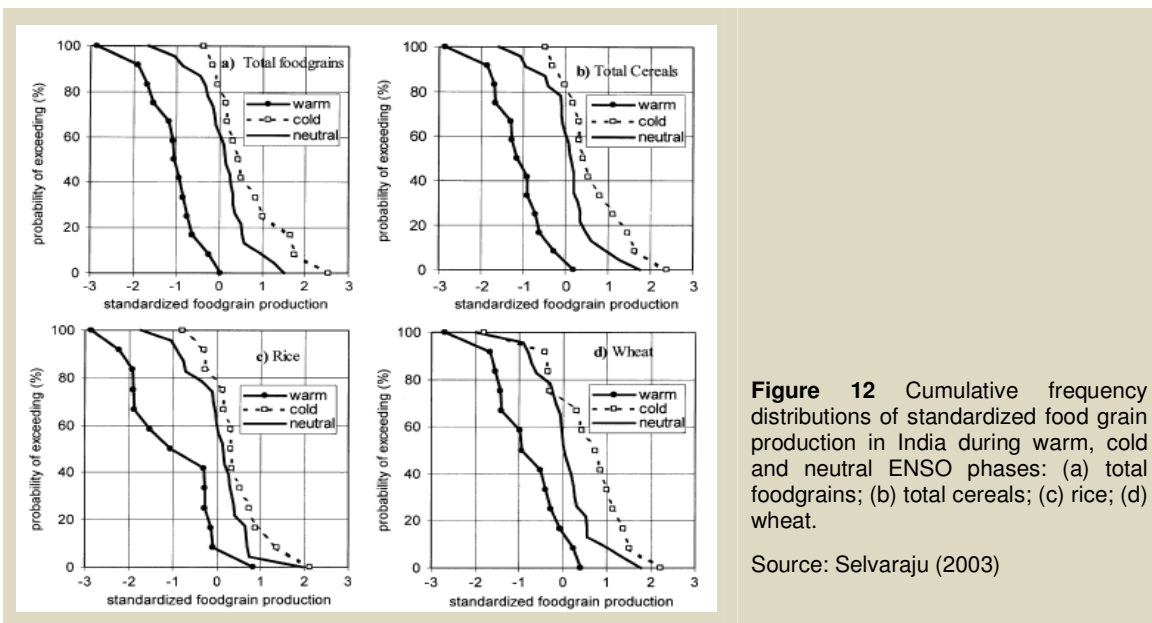 a) Total foodgrains
probability of exceeding (%)
100
80
60
40
20
0
warm
cold
neutral
-3 -2 -1 0 1 2 3
standardized foodgrain production
b) Total Cereals
probability of exceeding (%)
100
80
60
40
20
0
warm
cold
neutral
-3 -2 -1 0 1 2 3
standardized foodgrain production
c) Rice
probability of exceeding (%)
100
80
60
40
20
0
warm
cold
neutral
-3 -2 -1 0 1 2 3
standardized foodgrain production
d) Wheat
probability of exceeding (%)
100
80
60
40
20
0
warm
cold
neutral
-3 -2 -1 0 1 2 3
standardized foodgrain production
Figure 12 Cumulative frequency
distributions of standardized food grain
production in India during warm, cold
and neutral ENSO phases: (a) total
foodgrains; (b) total cereals; (c) rice; (d)
wheat.
Source: Selvaraju (2003)